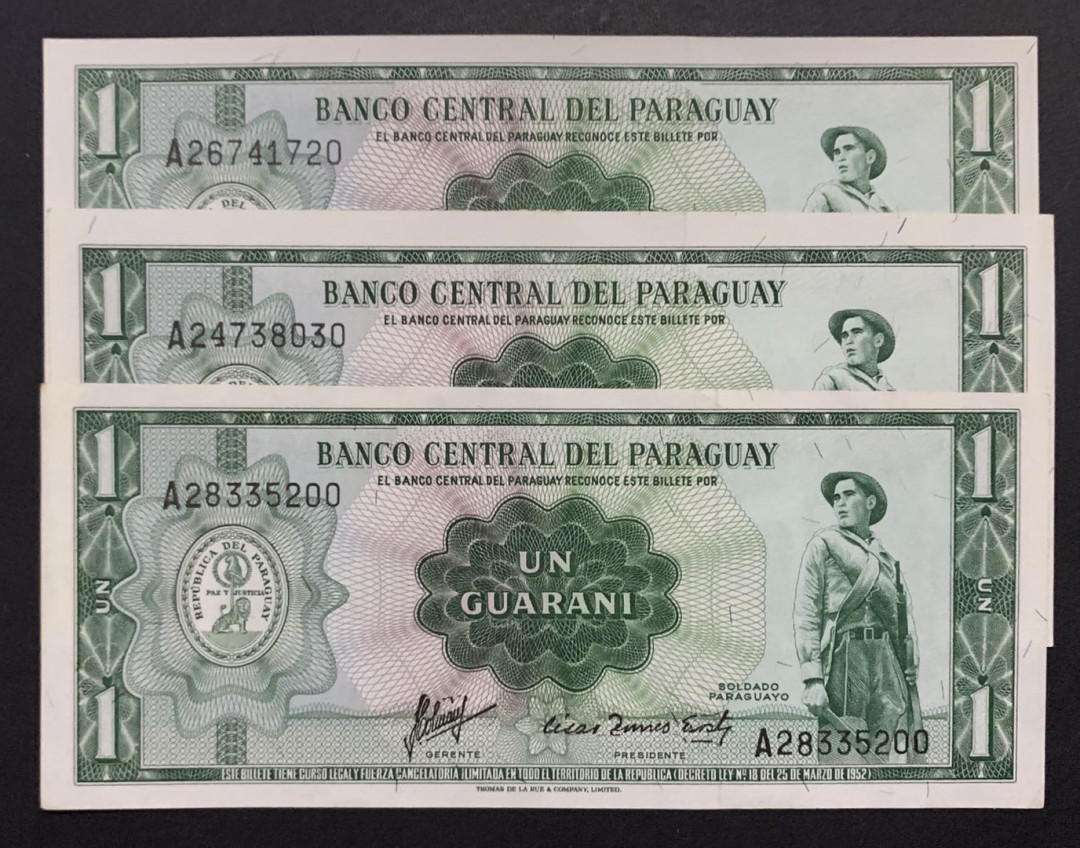 1
1
BANCO CENTRAL DEL PARAGUAY
EL BANCO CENTRAL DEL PARAGUAY RECONOCE ESTE BILLETE POR
A26741720
DEL
1
1
BANCO CENTRAL DEL PARAGUAY
EL BANCO CENTRAL DEL PARAGUAY RECONOCE ESTE BILLETE POR
A24738030
DEL
1
1
BANCO CENTRAL DEL PARAGUAY
EL BANCO CENTRAL DEL PARAGUAY RECONOCE ESTE BILLETE POR
A28335200
REPUBLICA DEL PARAGUAY
PAZ Y JUSTICIA
UN
GUARANI
UN
UN
SOLDADO
PARAGUAYO
1
1
GERENTE
PRESIDENTE
A28335200
ESTE BILLETE TIENE CURSO LEGAL Y FUERZA CANCELATORIA ILIMITADA EN TODO EL TERRITORIO DE LA REPUBLICA (DECRETO LEY Nº 18 DEL 25 DE MARZO DE 1952)
THOMAS DE LA RUE & COMPANY, LIMITED.